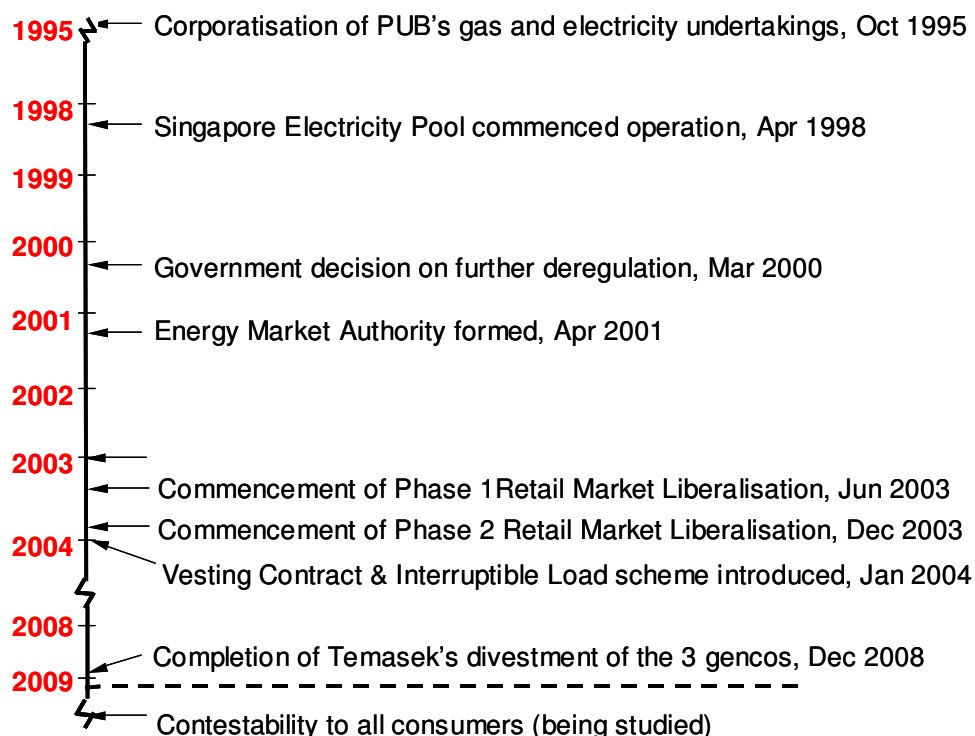 1995 Corporatisation of PUB's gas and electricity undertakings, Oct 1995
1998
Singapore Electricity Pool commenced operation, Apr 1998
1999
2000
Government decision on further deregulation, Mar 2000
2001
Energy Market Authority formed, Apr 2001
2002
2003
Commencement of Phase 1Retail Market Liberalisation, Jun 2003
Commencement of Phase 2 Retail Market Liberalisation, Dec 2003
2004
Vesting Contract & Interruptible Load scheme introduced, Jan 2004
2008
Completion of Temasek's divestment of the 3 gencos, Dec 2008
2009
Contestability to all consumers (being studied)